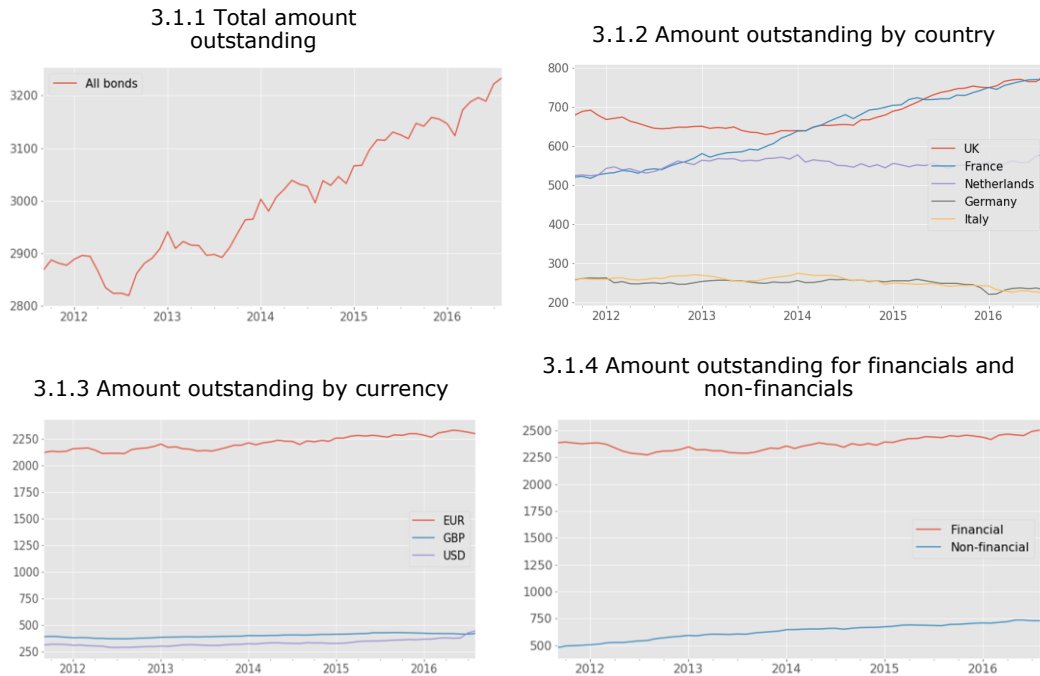 3.1.1 Total amount
outstanding
All bonds
3200
3100
3000
2900
2800
2012 2013 2014 2015 2016
3.1.2 Amount outstanding by country
800
700
600
500
400
300
200
UK
France
Netherlands
Germany
Italy
2012 2013 2014 2015 2016
3.1.3 Amount outstanding by currency
2250
2000
1750
1500
1250
1000
750
500
250
EUR
GBP
USD
2012 2013 2014 2015 2016
3.1.4 Amount outstanding for financials and
non-financials
2500
2250
2000
1750
1500
1250
1000
750
500
Financial
Non-financial
2012 2013 2014 2015 2016